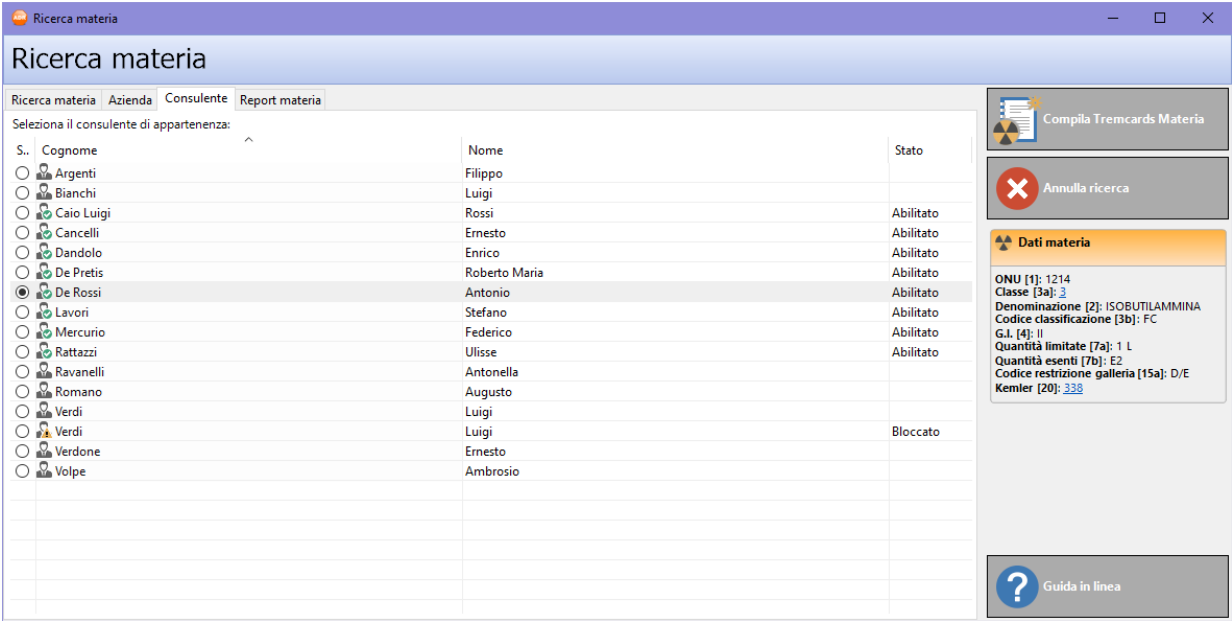 ADR Ricerca materia
Ricerca materia
Ricerca materia Azienda Consulente Report materia
Seleziona il consulente di appartenenza:
S.. Cognome Nome Stato
Argenti Filippo
Bianchi Luigi
Caio Luigi Rossi Abilitato
Cancelli Ernesto Abilitato
Dandolo Enrico Abilitato
De Pretis Roberto Maria Abilitato
De Rossi Antonio Abilitato
Lavori Stefano Abilitato
Mercurio Federico Abilitato
Rattazzi Ulisse Abilitato
Ravanelli Antonella
Romano Augusto
Verdi Luigi
Verdi Luigi Bloccato
Verdone Ernesto
Volpe Ambrosio
Compila Tremcards Materia
Annulla ricerca
Dati materia
ONU [1]: 1214
Classe [3a]: 3
Denominazione [2]: ISOBUTILAMMINA
Codice classificazione [3b]: FC
G.I. [4]: II
Quantità limitate [7a]: 1 L
Quantità esenti [7b]: E2
Codice restrizione galleria [15a]: D/E
Kemler [20]: 338
Guida in linea